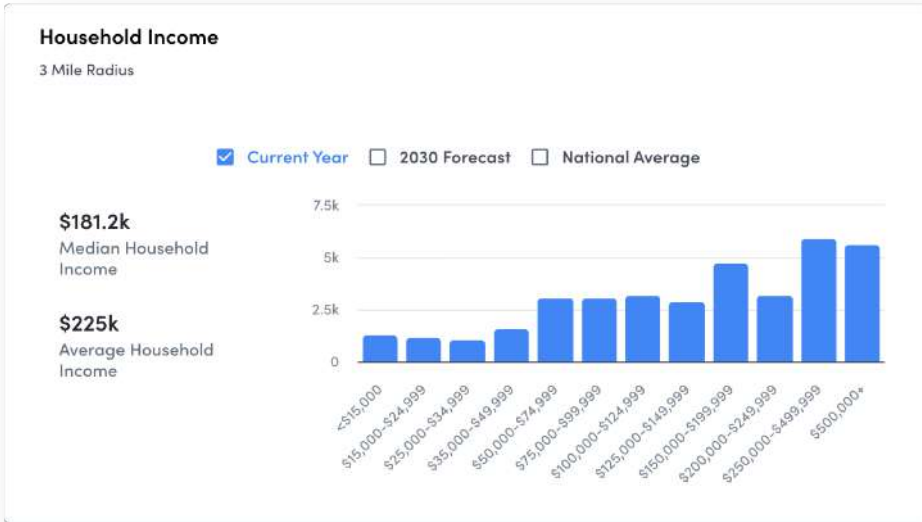 Household Income
3 Mile Radius
Current Year
2030 Forecast
National Average
$181.2k
Median Household
Income
$225k
Average Household
Income
7.5k
5k
2.5k
0
<$15,000
$15,000-$24,999
$25,000-$34,999
$35,000-$49,999
$50,000-$74,999
$75,000-$99,999
$100,000-$124,999
$125,000-$149,999
$150,000-$199,999
$200,000-$249,999
$250,000-$499,999
$500,000+